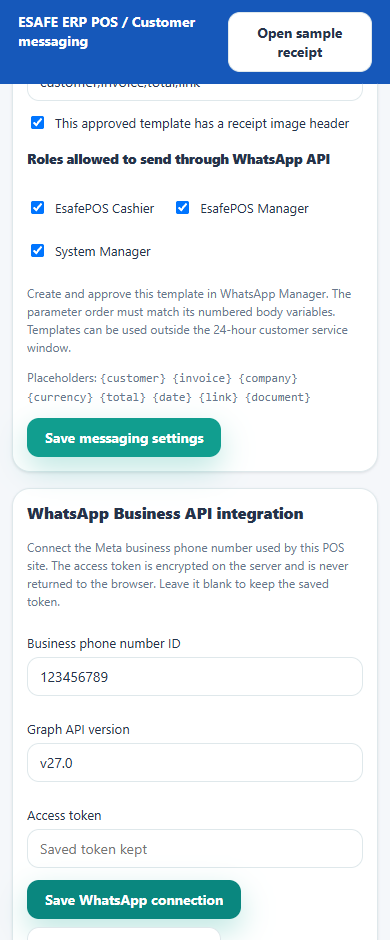 ESAFE ERP POS / Customer
messaging
Open sample
receipt
customer,invoice,total,link
This approved template has a receipt image header
Roles allowed to send through WhatsApp API
EsafePOS Cashier
EsafePOS Manager
System Manager
Create and approve this template in WhatsApp Manager. The
parameter order must match its numbered body variables.
Templates can be used outside the 24-hour customer service
window.
Placeholders: {customer} {invoice} {company}
{currency} {total} {date} {link} {document}
Save messaging settings
WhatsApp Business API integration
Connect the Meta business phone number used by this POS
site. The access token is encrypted on the server and is never
returned to the browser. Leave it blank to keep the saved
token.
Business phone number ID
123456789
Graph API version
v27.0
Access token
Saved token kept
Save WhatsApp connection